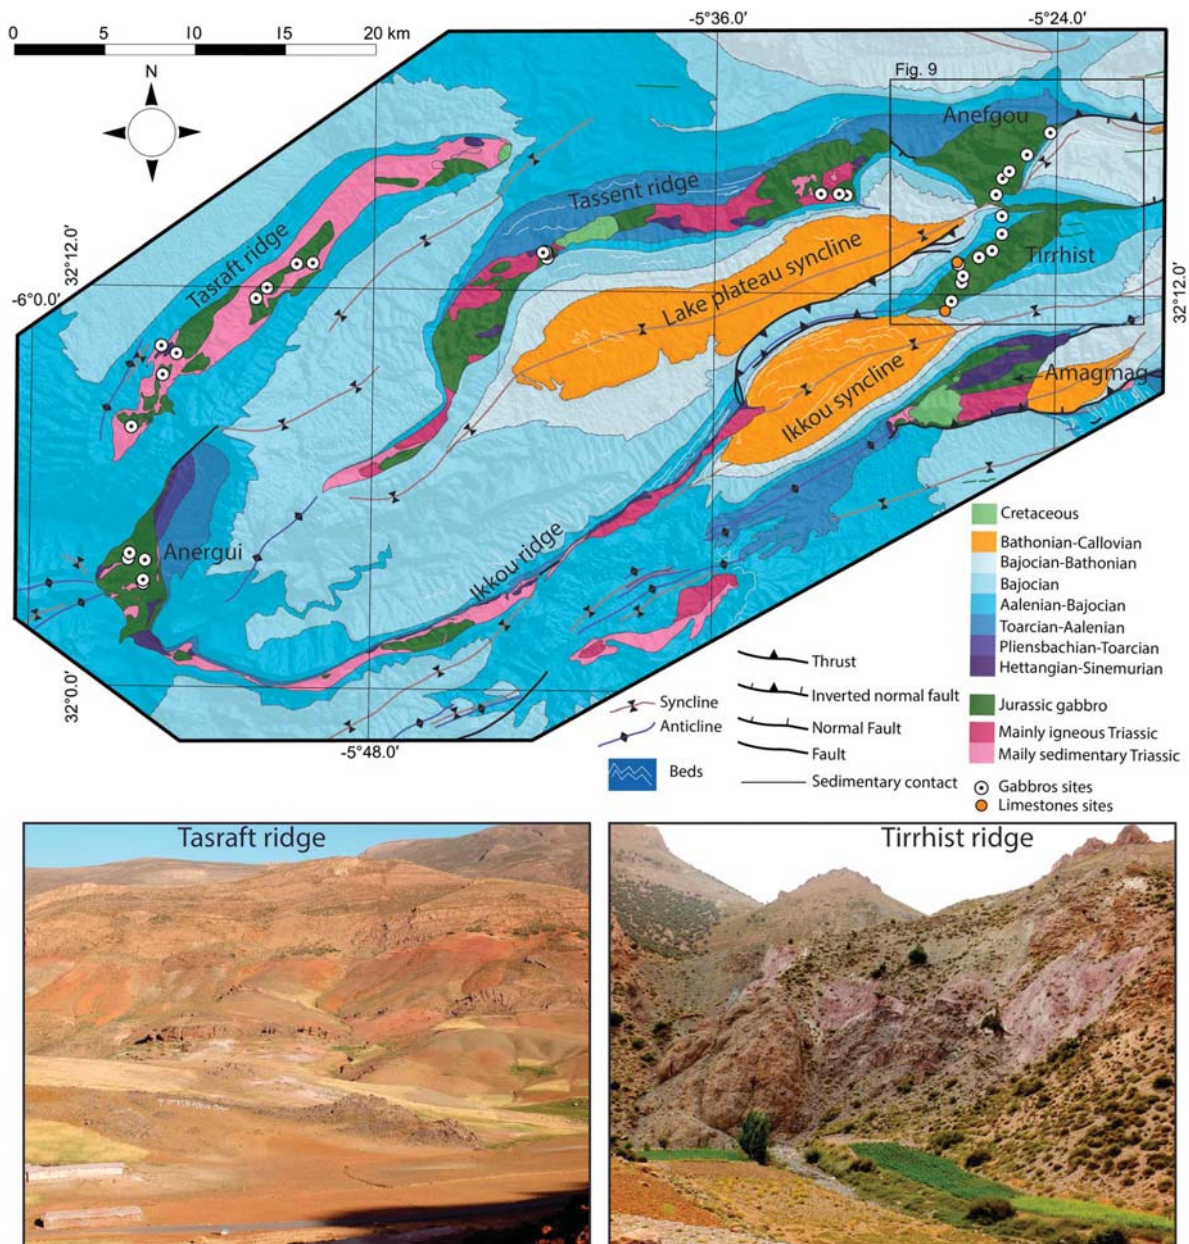 -5°36.0'
-5°24.0'
0 5 10 15 20 km
N
Fig. 9
Anefgou
Tassent ridge
32°12.0'
Tasraft ridge
Tirrhist
-6°0.0'
Lake plateau syncline
32°12.0'
Amagmag
Ikkou syncline
Anergui
Ikkou ridge
32°0.0'
-5°48.0'
Cretaceous
Bathonian-Callovian
Bajocian-Bathonian
Bajocian
Aalenian-Bajocian
Toarcian-Aalenian
Pliensbachian-Toarcian
Hettangian-Sinemurian
Jurassic gabbro
Mainly igneous Triassic
Maily sedimentary Triassic
Gabbros sites
Limestones sites
Thrust
Inverted normal fault
Normal Fault
Fault
Sedimentary contact
Syncline
Anticline
Beds
Tasraft ridge
Tirrhist ridge